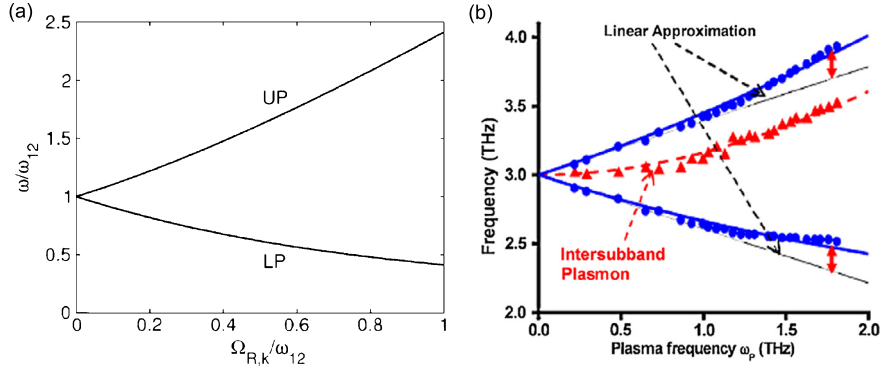 (a)
2.5
2
1.5
1
0.5
0
ω/ω12
UP
LP
0
0.2
0.4
0.6
0.8
1
ΩR,k/ω12
(b)
4.0
3.5
3.0
2.5
2.0
Frequency (THz)
Linear Approximation
Intersubband
Plasmon
0.0
0.5
1.0
1.5
2.0
Plasma frequency ωP (THz)